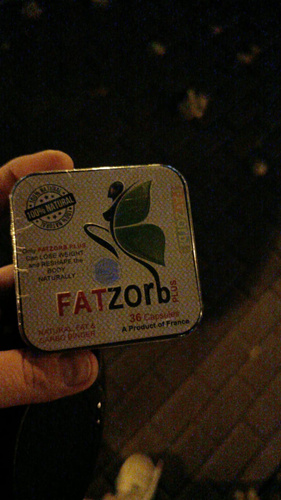 100% NATURAL
Why FATZORB PLUS
Can LOSE WEIGHT
and RESHAPE the
BODY
NATURALLY
FATZorb
PLUS
36 Capsules
NATURAL FAT &
CARBO BINDER
A Product of France